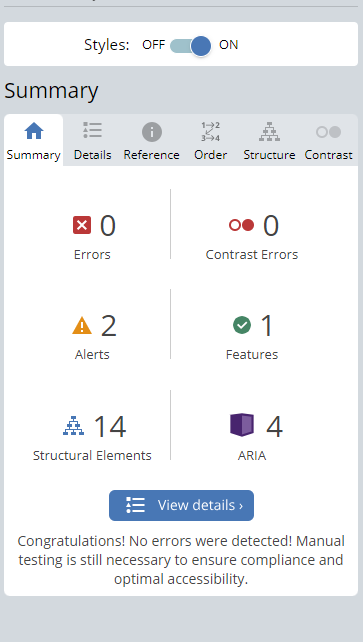 Styles: OFF ON
Summary
Summary Details Reference Order Structure Contrast
0 0
Errors Contrast Errors
2 1
Alerts Features
14 4
Structural Elements ARIA
View details ›
Congratulations! No errors were detected! Manual
testing is still necessary to ensure compliance and
optimal accessibility.